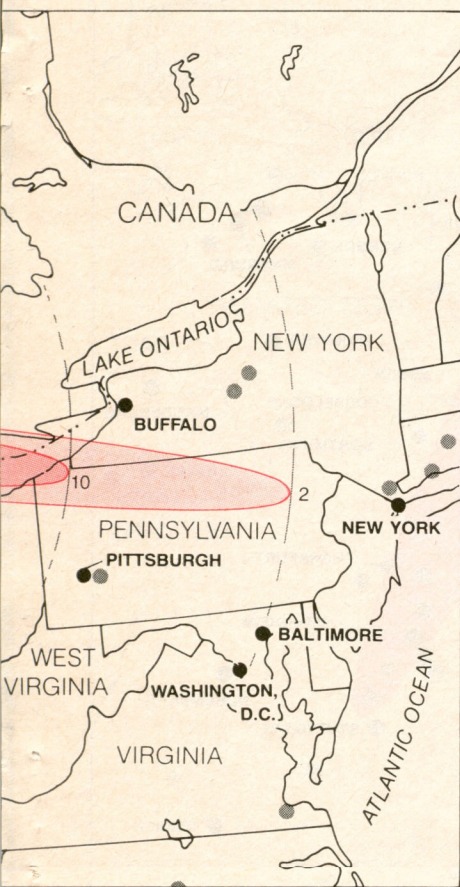 CANADA
LAKE ONTARIO
NEW YORK
BUFFALO
10
2
NEW YORK
PENNSYLVANIA
PITTSBURGH
BALTIMORE
WEST
VIRGINIA
WASHINGTON,
D.C.
ATLANTIC OCEAN
VIRGINIA